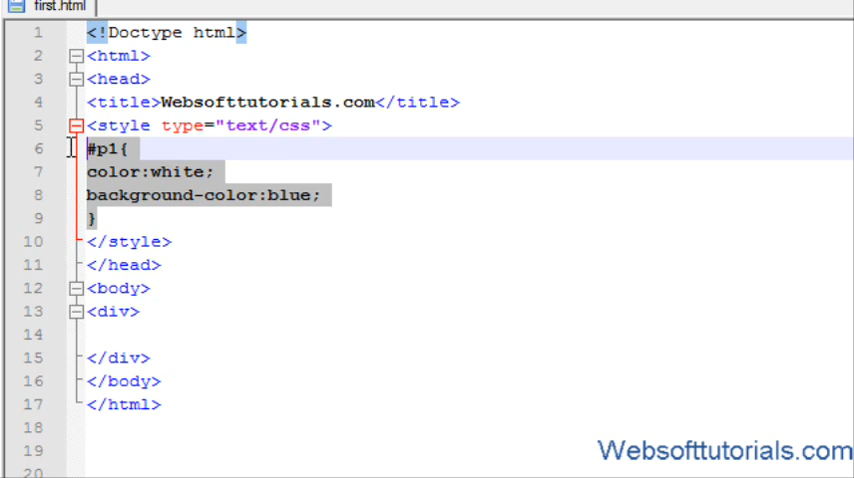 first.html
1 <!Doctype html>
2 <html>
3 <head>
4 <title>Websofttutorials.com</title>
5 <style type="text/css">
6 #p1{
7 color:white;
8 background-color:blue;
9 }
10 </style>
11 </head>
12 <body>
13 <div>
14
15 </div>
16 </body>
17 </html>
18
19
20
Websofttutorials.com